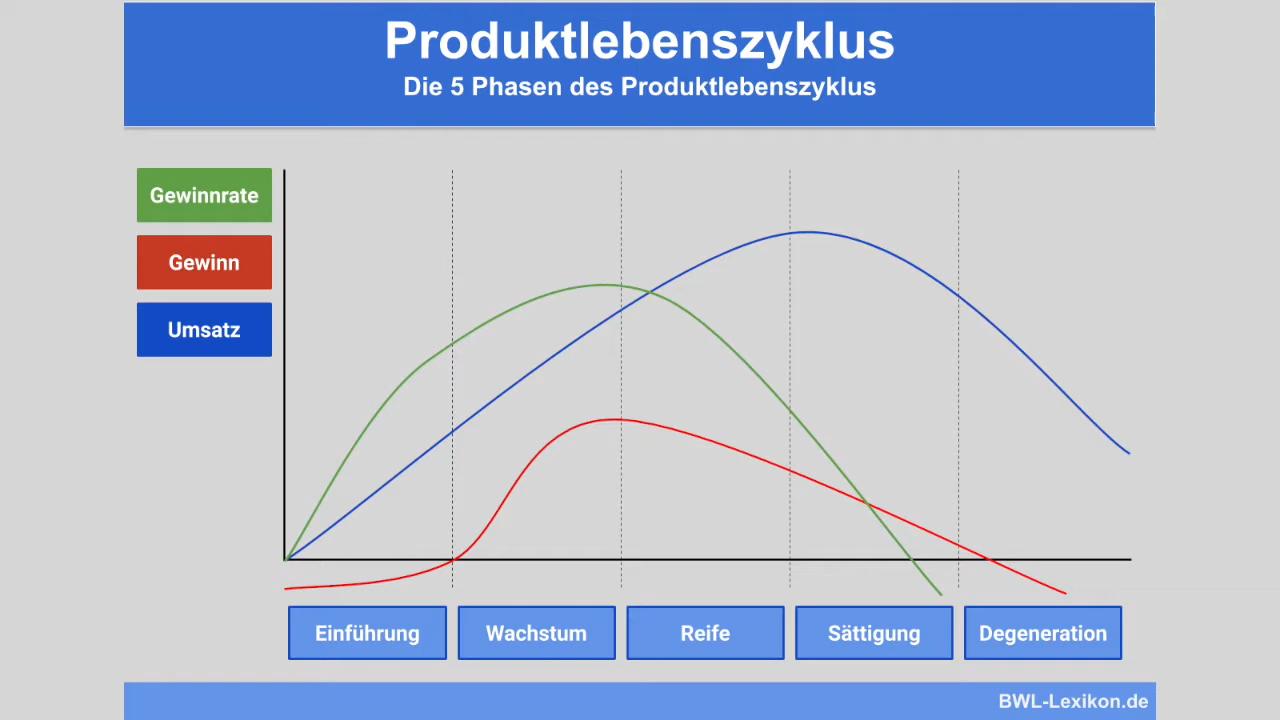 Produktlebenszyklus
Die 5 Phasen des Produktlebenszyklus
Gewinnrate
Gewinn
Umsatz
Einführung
Wachstum
Reife
Sättigung
Degeneration
BWL-Lexikon.de